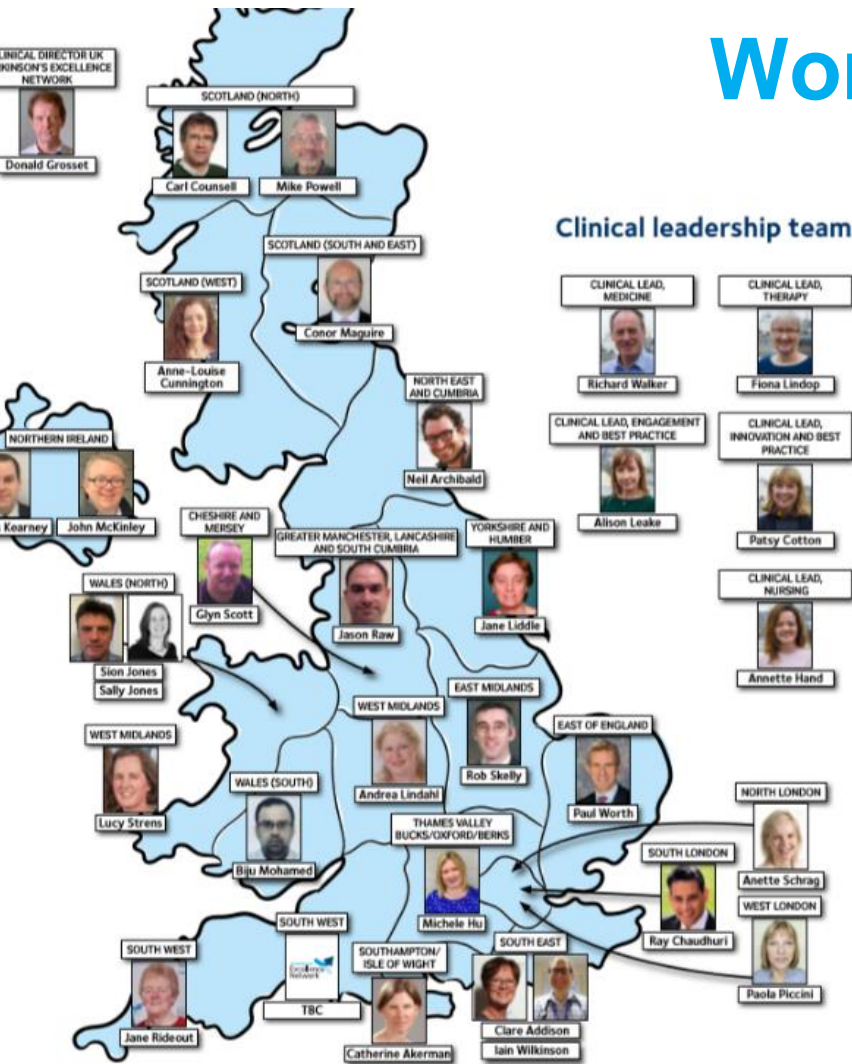 Wor
LINICAL DIRECTOR UK
KINSON'S EXCELLENCE
NETWORK
Donald Grosset
SCOTLAND (NORTH)
Carl Counsell
Mike Powell
SCOTLAND (SOUTH AND EAST)
Conor Maguire
SCOTLAND (WEST)
Anne-Louise
Cunnington
Clinical leadership team
CLINICAL LEAD,
MEDICINE
Richard Walker
CLINICAL LEAD,
THERAPY
Fiona Lindop
CLINICAL LEAD, ENGAGEMENT
AND BEST PRACTICE
Alison Leake
CLINICAL LEAD,
INNOVATION AND BEST
PRACTICE
Patsy Cotton
CLINICAL LEAD,
NURSING
Annette Hand
NORTH EAST
AND CUMBRIA
Neil Archibald
NORTHERN IRELAND
Kearney
John McKinley
CHESHIRE AND
MERSEY
Glyn Scott
GREATER MANCHESTER, LANCASHIRE
AND SOUTH CUMBRIA
Jason Raw
YORKSHIRE AND
HUMBER
Jane Liddle
WALES (NORTH)
Sion Jones
Sally Jones
WEST MIDLANDS
Andrea Lindahl
EAST MIDLANDS
Rob Skelly
EAST OF ENGLAND
Paul Worth
WEST MIDLANDS
Lucy Strens
WALES (SOUTH)
Biju Mohamed
THAMES VALLEY
BUCKS/OXFORD/BERKS
Michele Hu
NORTH LONDON
Anette Schrag
SOUTH LONDON
Ray Chaudhuri
WEST LONDON
Paola Piccini
SOUTH WEST
Jane Rideout
SOUTH WEST
Excellence
Network
TBC
SOUTHAMPTON/
ISLE OF WIGHT
Catherine Akerman
SOUTH EAST
Clare Addison
Iain Wilkinson